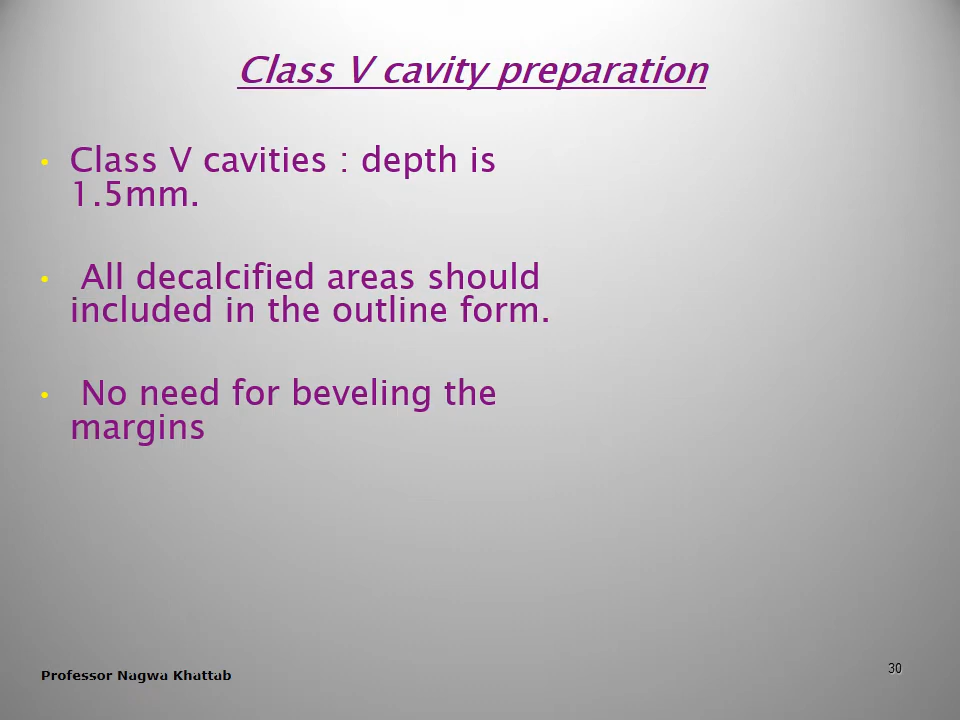 Class V cavity preparation
• Class V cavities : depth is
1.5mm.
• All decalcified areas should
included in the outline form.
• No need for beveling the
margins
Professor Nagwa Khattab
30